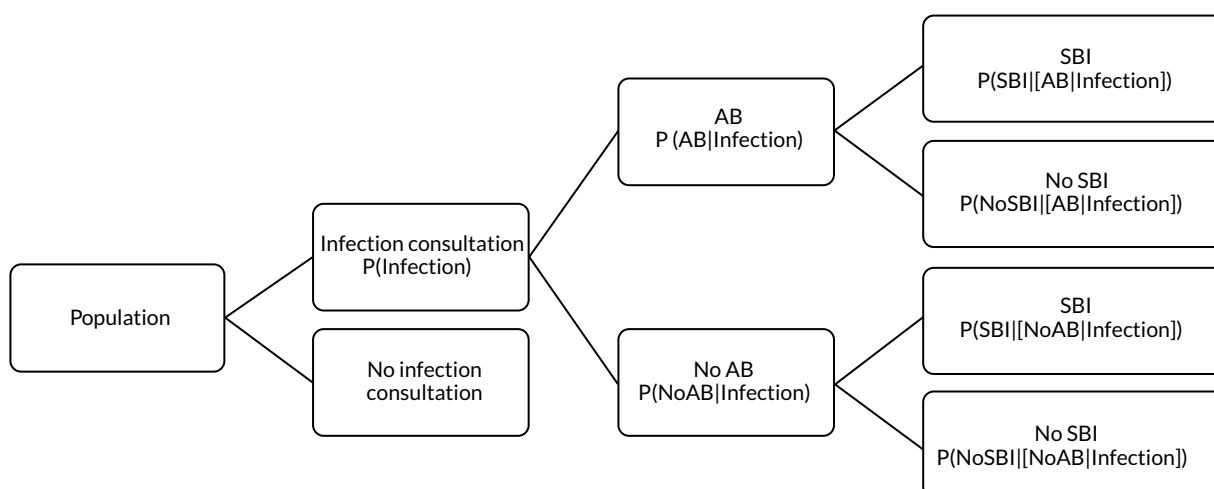 Population
Infection consultation
P(Infection)
No infection
consultation
AB
P (AB|Infection)
No AB
P(NoAB|Infection)
SBI
P(SBI|[AB|Infection])
No SBI
P(NoSBI|[AB|Infection])
SBI
P(SBI|[NoAB|Infection])
No SBI
P(NoSBI|[NoAB|Infection])